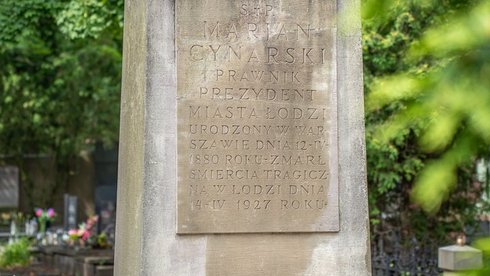 ŚP
MARJAN
CYNARSKI
PRAWNIK
PREZYDENT
MIASTA ŁODZI
URODZONY W WAR
SZAWIE DNIA 12-IV
1880 ROKU-ZMARŁ
ŚMIERCIĄ TRAGICZ
NĄ W ŁODZI DNIA
14-IV 1927 ROKU-